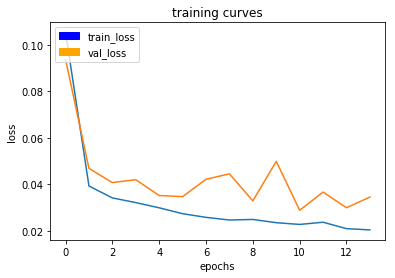 training curves
0.10
0.08
0.06
0.04
0.02
train_loss
val_loss
loss
0 2 4 6 8 10 12
epochs